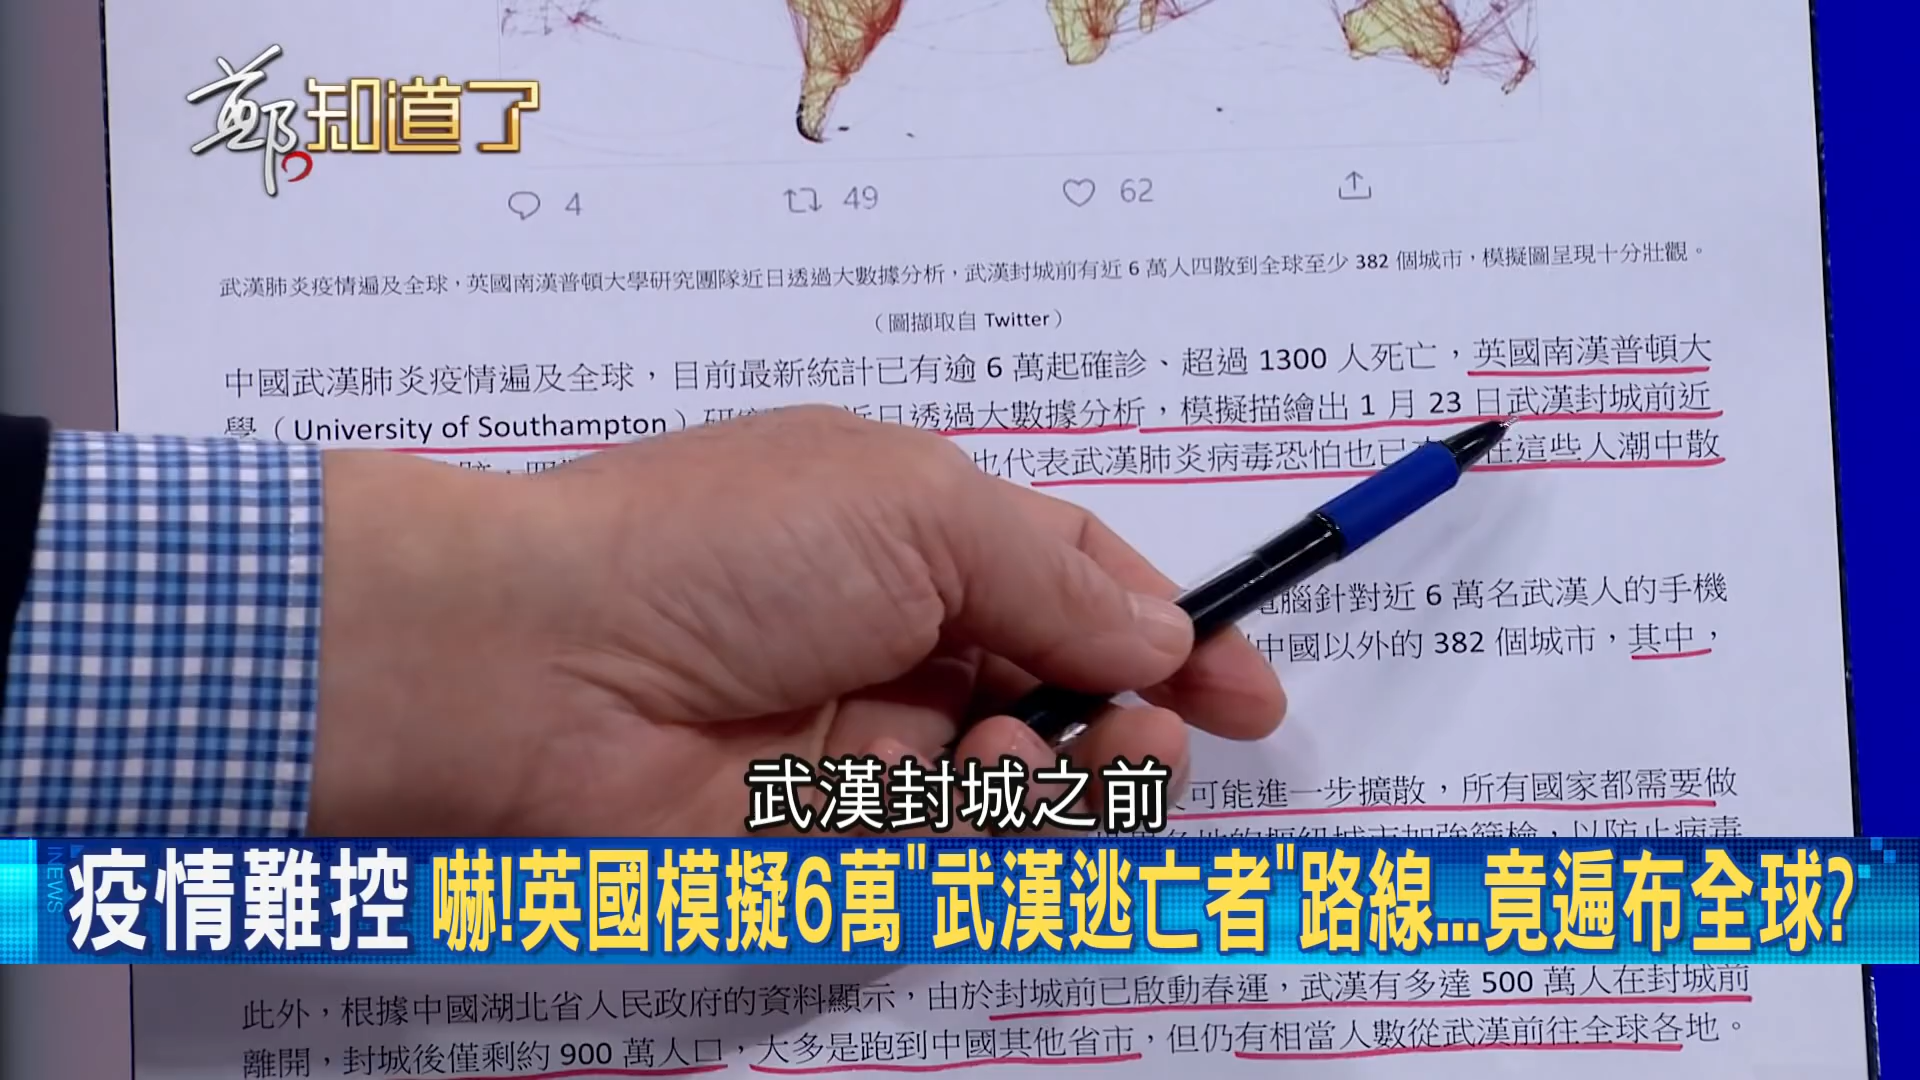 鄭知道了
4 49 62
武漢肺炎疫情遍及全球，英國南漢普頓大學研究團隊近日透過大數據分析，武漢封城前有近 6 萬人四散到全球至少 382 個城市，模擬圖呈現十分壯觀。
（圖擷取自 Twitter）
中國武漢肺炎疫情遍及全球，目前最新統計已有逾 6 萬起確診、超過 1300 人死亡，英國南漢普頓大
學（University of Southampton）研究 近日透過大數據分析，模擬描繪出 1 月 23 日武漢封城前近
也代表武漢肺炎病毒恐怕也已 在這些人潮中散
電腦針對近 6 萬名武漢人的手機
中國以外的 382 個城市，其中，
可能進一步擴散，所有國家都需要做
武漢封城之前
IN NEWS
疫情難控 嚇!英國模擬6萬"武漢逃亡者"路線...竟遍布全球?
此外，根據中國湖北省人民政府的資料顯示，由於封城前已啟動春運，武漢有多達 500 萬人在封城前
離開，封城後僅剩約 900 萬人口，大多是跑到中國其他省市，但仍有相當人數從武漢前往全球各地。